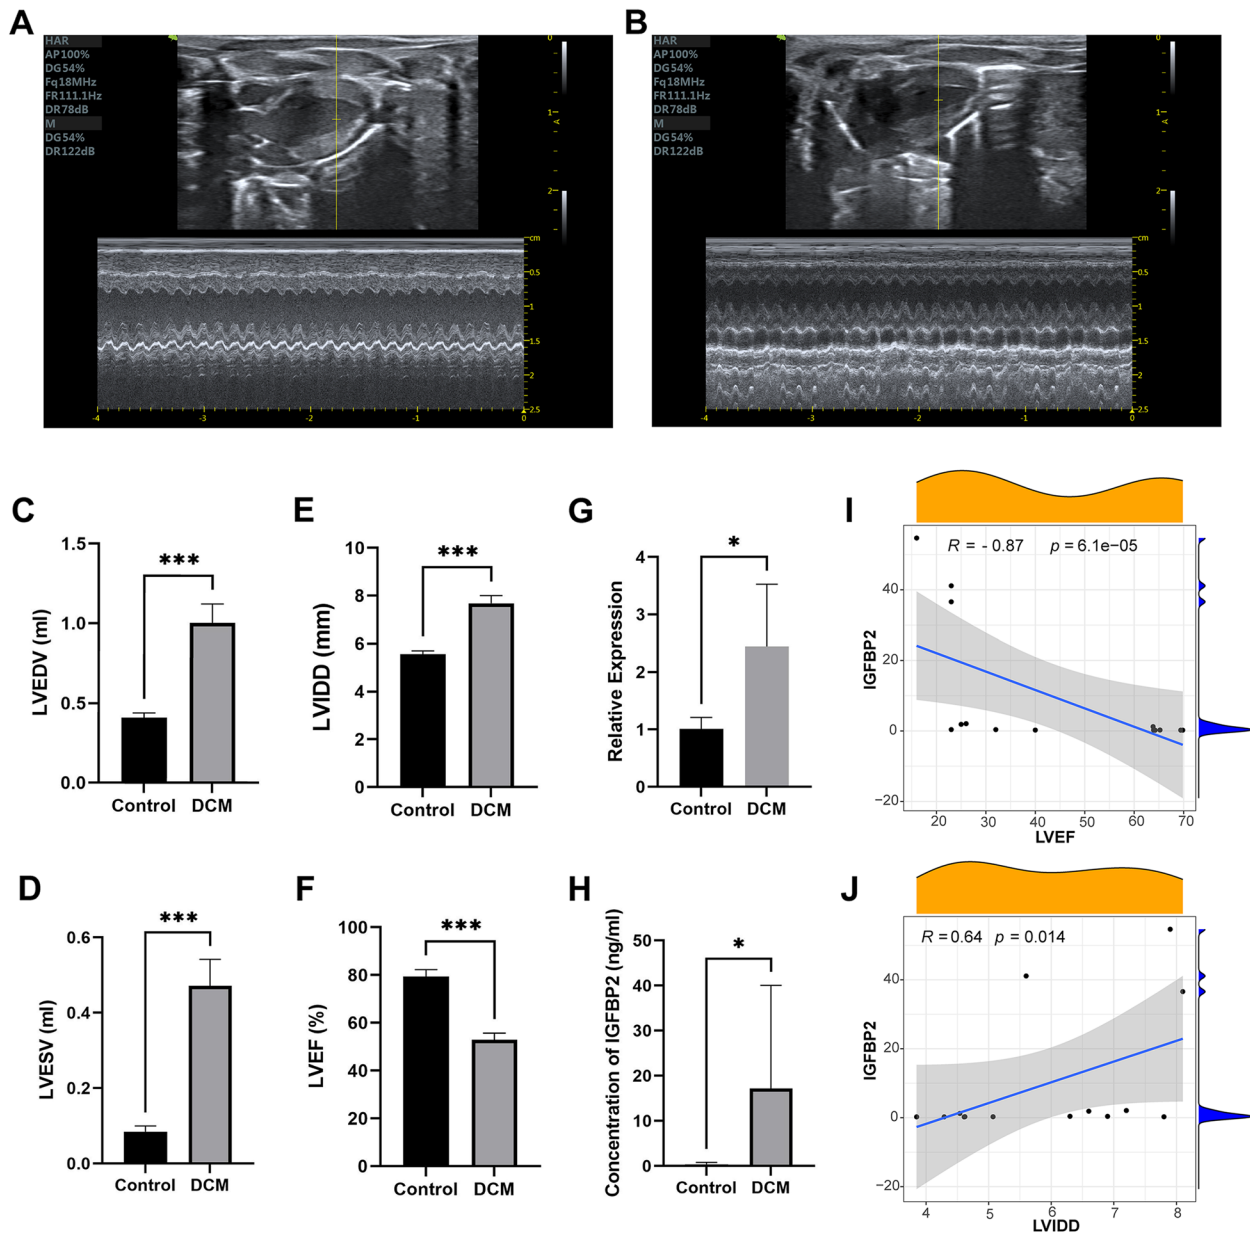 A
HAR
AP100%
DG54%
Fq18MHz
FR111.1Hz
DR78dB
M
DG54%
DR122dB
0
1
A
2
cm
0.5
1
1.5
2
2.5
-4
-3
-2
-1
0
B
HAR
AP100%
DG54%
Fq18MHz
FR111.1Hz
DR78dB
M
DG54%
DR122dB
0
1
A
2
cm
0.5
1
1.5
2
2.5
-4
-3
-2
-1
0
C
LVEDV (ml)
1.5
1.0
0.5
0.0
***
Control DCM
E
LVIDD (mm)
10
8
6
4
2
0
***
Control DCM
G
Relative Expression
4
3
2
1
0
*
Control DCM
I
R = - 0.87 p = 6.1e−05
IGFBP2
40
20
0
−20
20 30 40 50 60 70
LVEF
D
LVESV (ml)
0.6
0.4
0.2
0.0
***
Control DCM
F
LVEF (%)
100
80
60
40
20
0
***
Control DCM
H
Concentration of IGFBP2 (ng/ml)
50
40
30
20
10
0
*
Control DCM
J
R = 0.64 p = 0.014
IGFBP2
40
20
0
−20
4 5 6 7 8
LVIDD